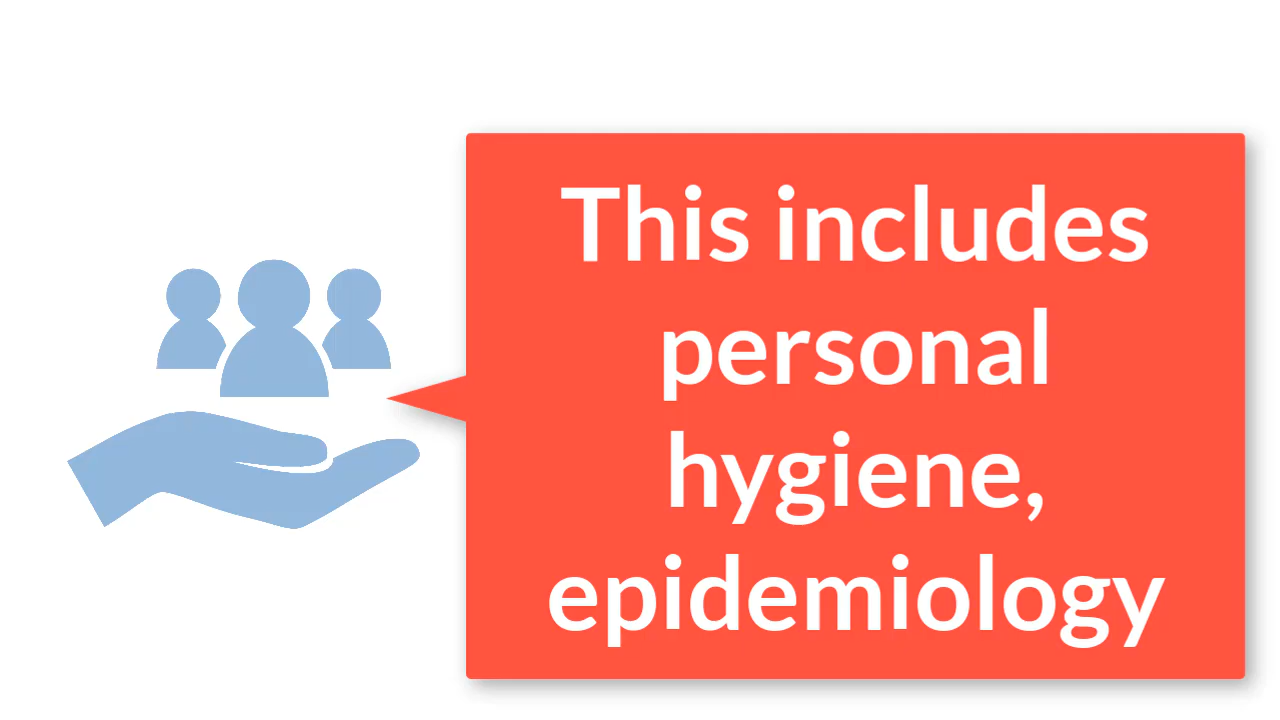 This includes
personal
hygiene,
epidemiology